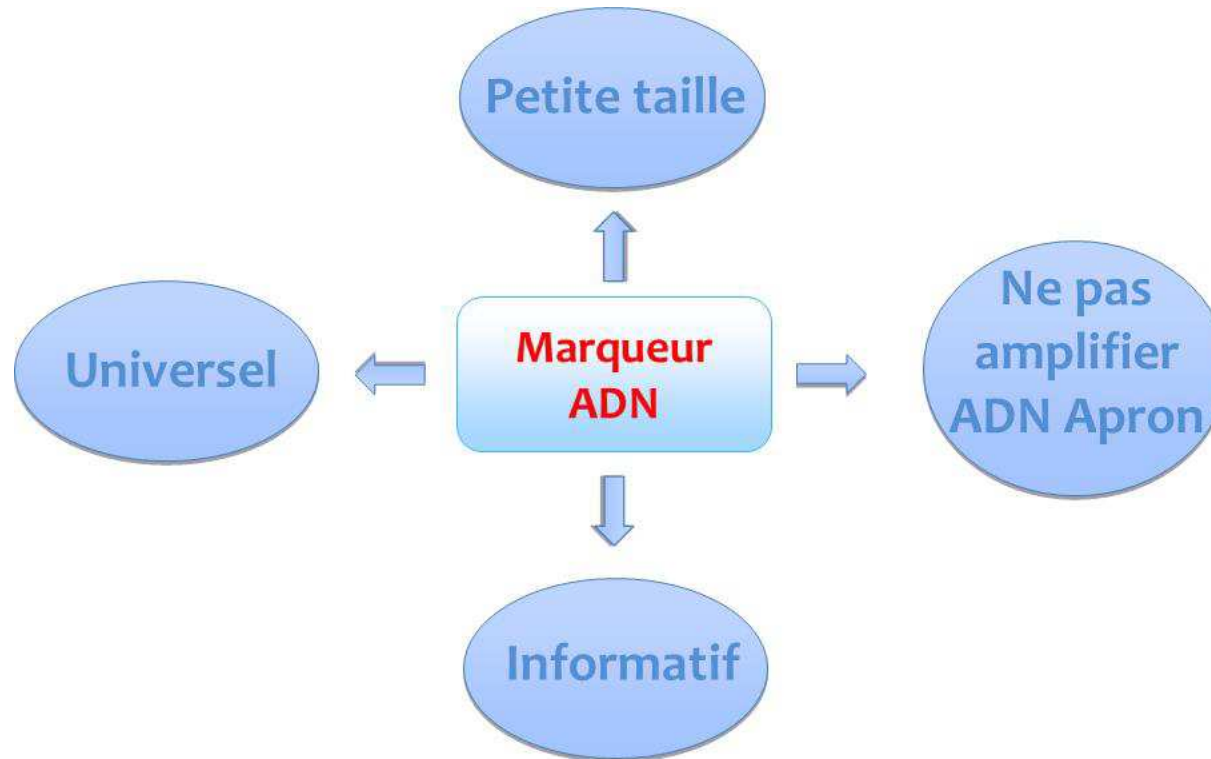 Petite taille
Universel
Marqueur
ADN
Ne pas
amplifier
ADN Apron
Informatif